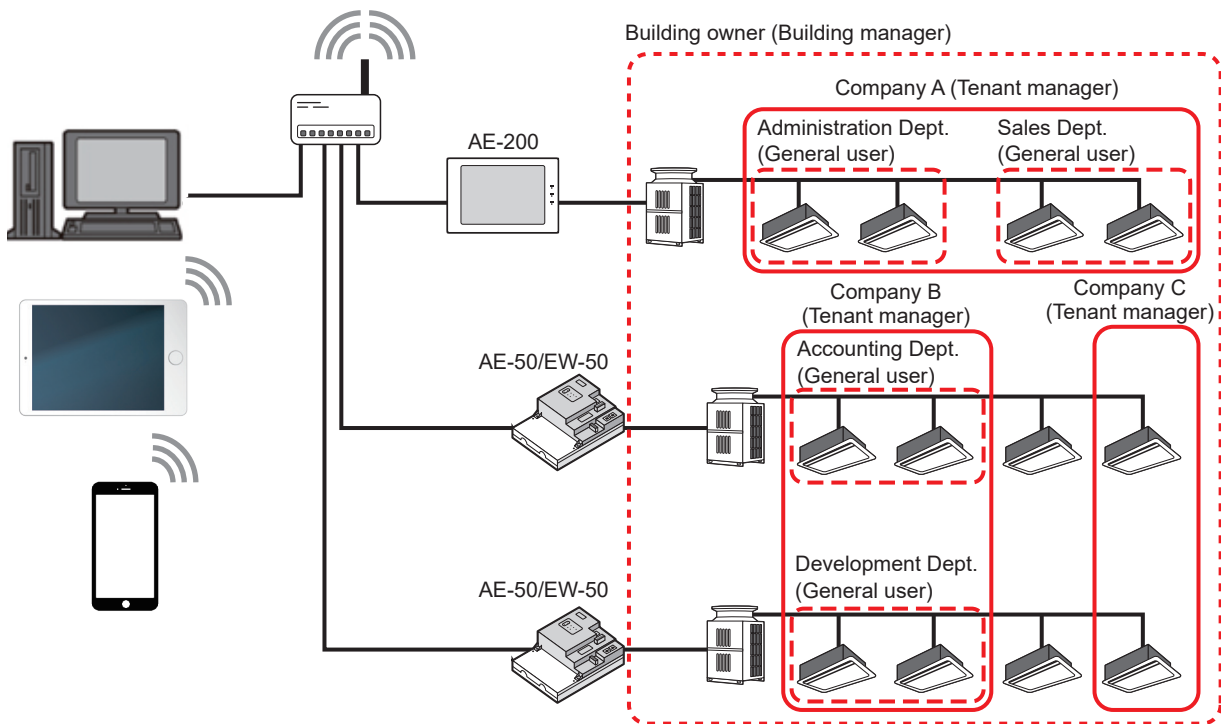 Building owner (Building manager)
Company A (Tenant manager)
AE-200
Administration Dept.
(General user)
Sales Dept.
(General user)
Company B
(Tenant manager)
Company C
(Tenant manager)
AE-50/EW-50
Accounting Dept.
(General user)
AE-50/EW-50
Development Dept.
(General user)